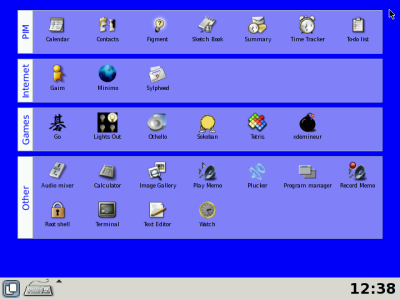 PIM
Calendar Contacts Figment Sketch Book Summary Time Tracker Todo list
Internet
Gaim Minimo Sylpheed
Games
碁
Go Lights Out Othello Sokoban Tetris rdemineur
Other
Audio mixer Calculator Image Gallery Play Memo Plucker Program manager Record Memo
Root shell Terminal Text Editor Watch
12:38